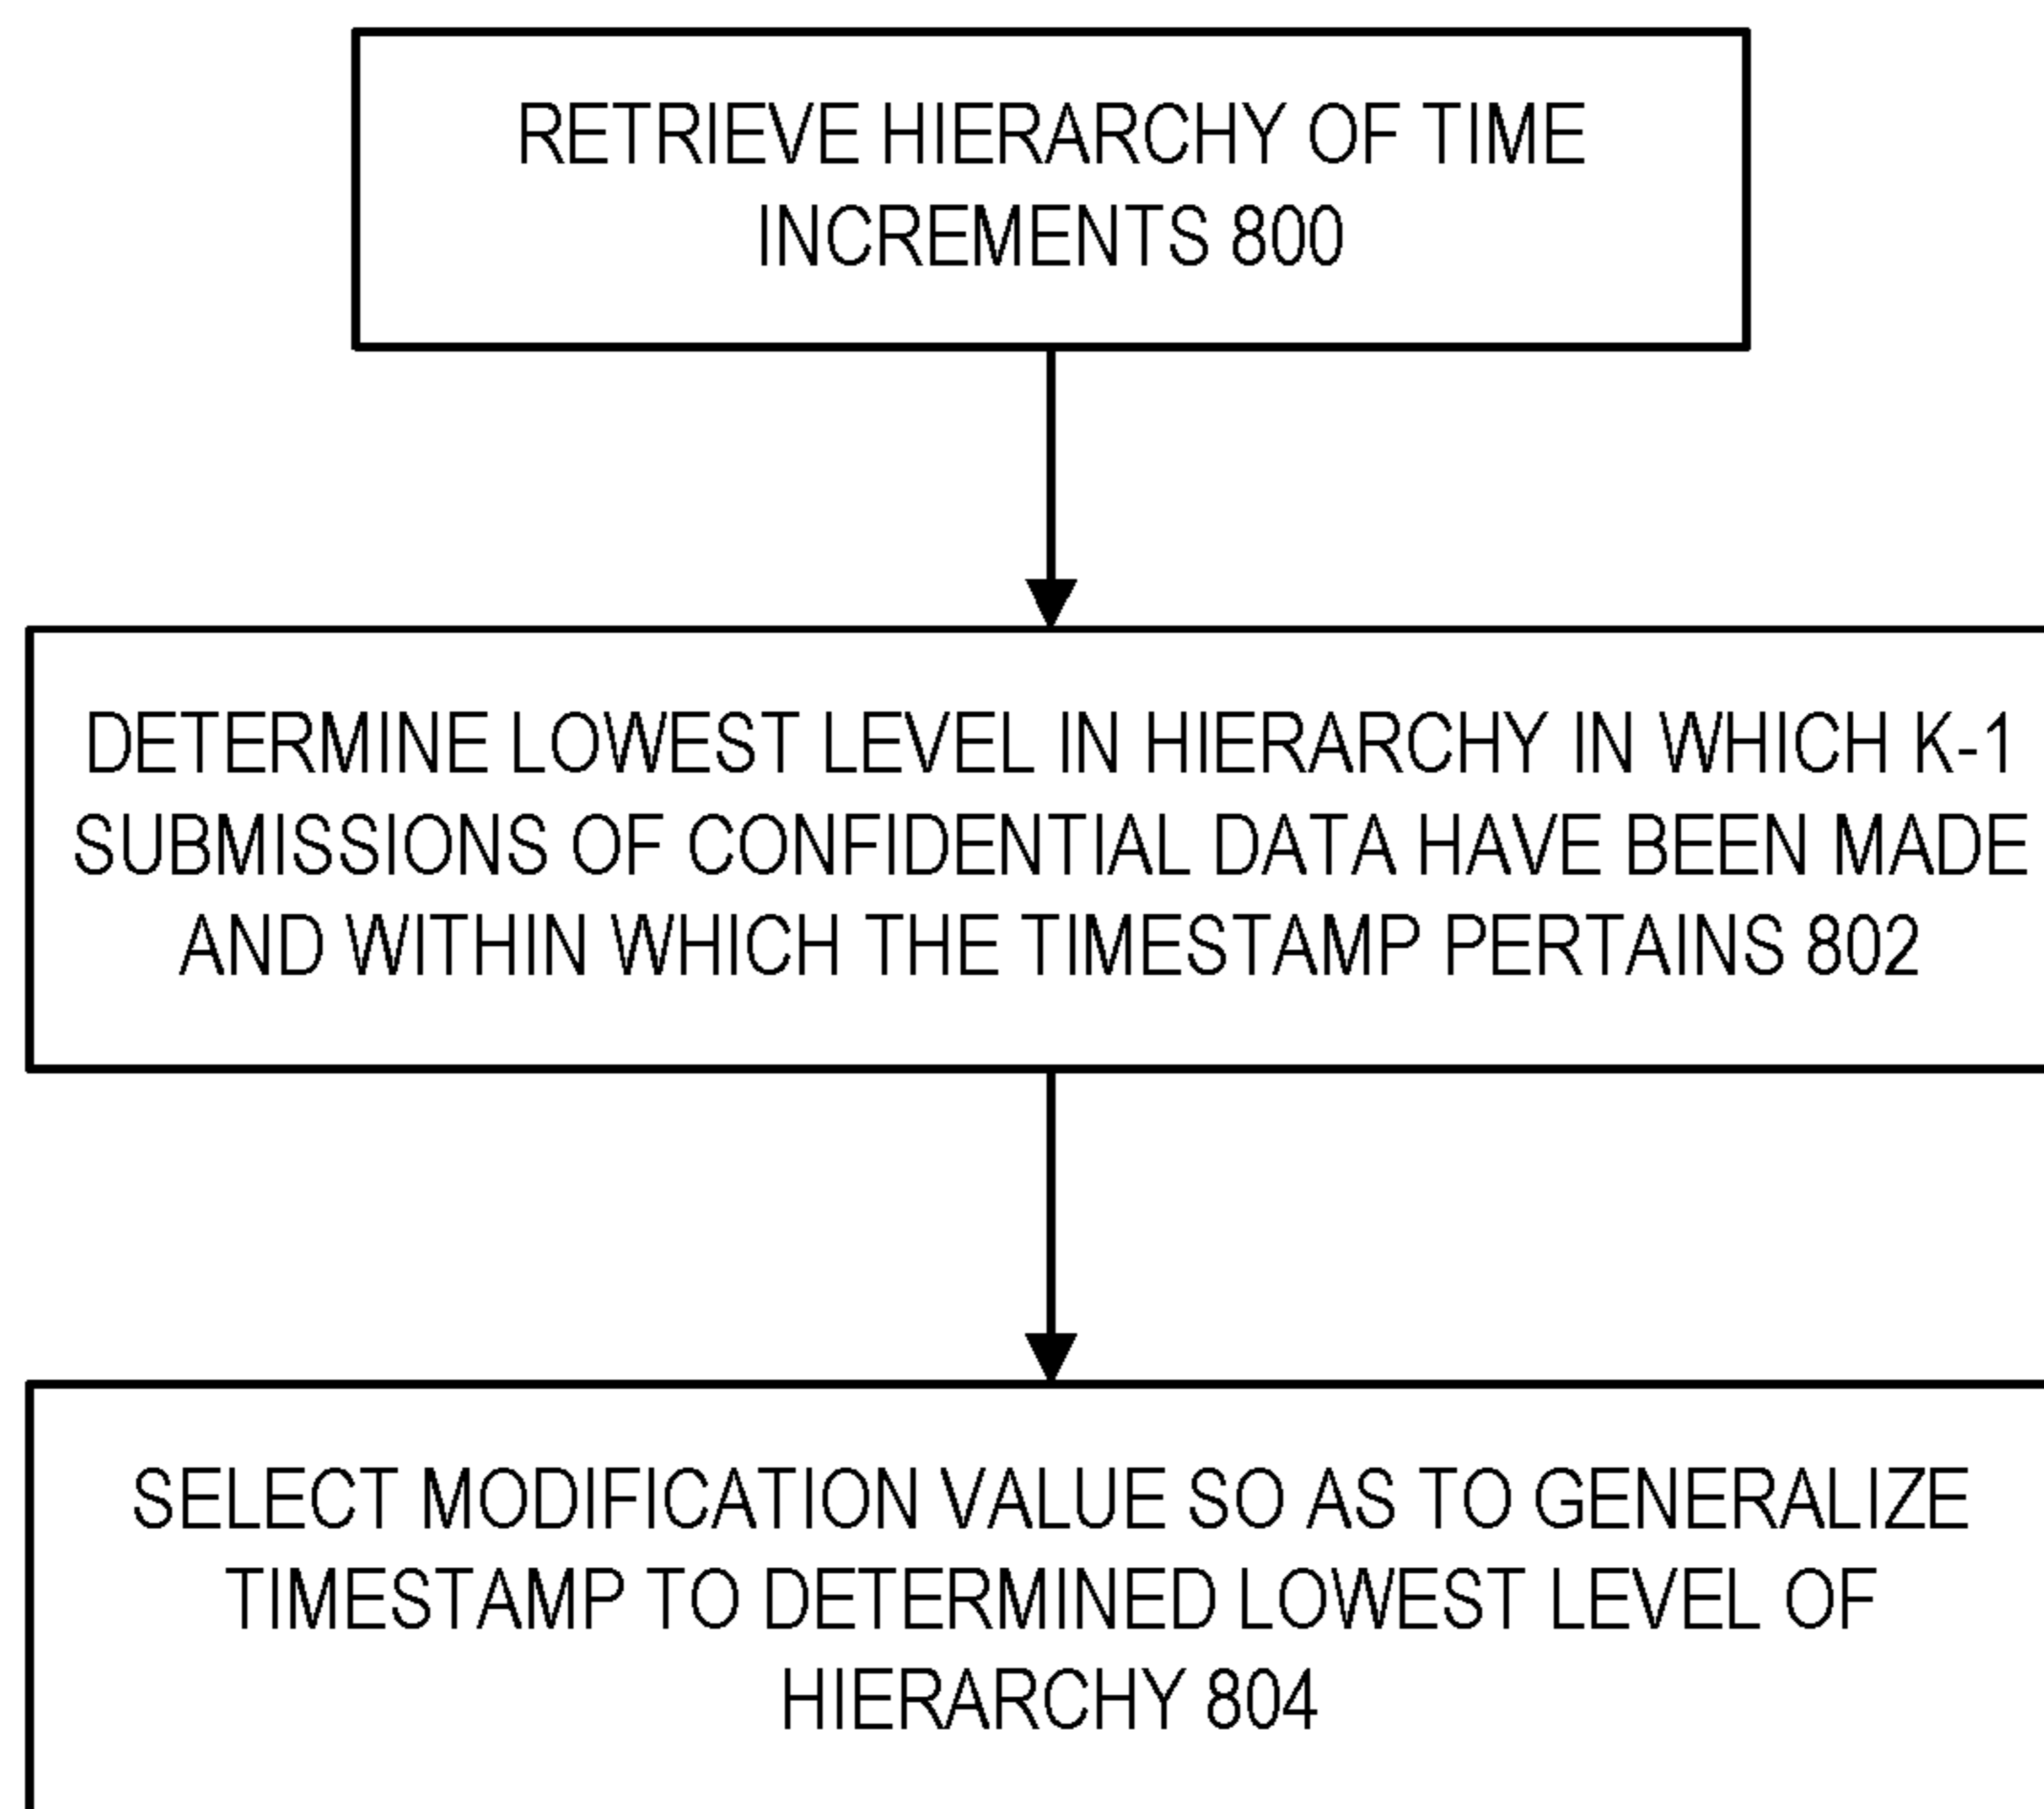 RETRIEVE HIERARCHY OF TIME
INCREMENTS 800
DETERMINE LOWEST LEVEL IN HIERARCHY IN WHICH K-1
SUBMISSIONS OF CONFIDENTIAL DATA HAVE BEEN MADE
AND WITHIN WHICH THE TIMESTAMP PERTAINS 802
SELECT MODIFICATION VALUE SO AS TO GENERALIZE
TIMESTAMP TO DETERMINED LOWEST LEVEL OF
HIERARCHY 804